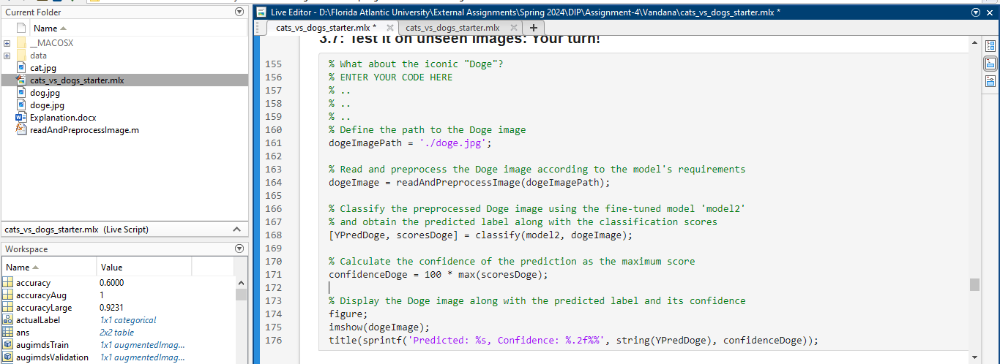 Current Folder
Name
__MACOSX
data
cat.jpg
cats_vs_dogs_starter.mlx
dog.jpg
doge.jpg
Explanation.docx
readAndPreprocessImage.m
cats_vs_dogs_starter.mlx (Live Script)
Workspace
Name Value
accuracy 0.6000
accuracyAug 1
accuracyLarge 0.9231
actualLabel 1x1 categorical
ans 2x2 table
augimdsTrain 1x1 augmentedImag...
augimdsValidation 1x1 augmentedImag...
Live Editor - D:\Florida Atlantic University\External Assignments\Spring 2024\DIP\Assignment-4\Vandana\cats_vs_dogs_starter.mlx *
cats_vs_dogs_starter.mlx * cats_vs_dogs_starter.mlx
3.7: Test it on unseen images: Your turn!
155 % What about the iconic "Doge"?
156 % ENTER YOUR CODE HERE
157 % ..
158 % ..
159 % ..
160 % Define the path to the Doge image
161 dogeImagePath = './doge.jpg';
162
163 % Read and preprocess the Doge image according to the model's requirements
164 dogeImage = readAndPreprocessImage(dogeImagePath);
165
166 % Classify the preprocessed Doge image using the fine-tuned model 'model2'
167 % and obtain the predicted label along with the classification scores
168 [YPredDoge, scoresDoge] = classify(model2, dogeImage);
169
170 % Calculate the confidence of the prediction as the maximum score
171 confidenceDoge = 100 * max(scoresDoge);
172
173 % Display the Doge image along with the predicted label and its confidence
174 figure;
175 imshow(dogeImage);
176 title(sprintf('Predicted: %s, Confidence: %.2f%%', string(YPredDoge), confidenceDoge));